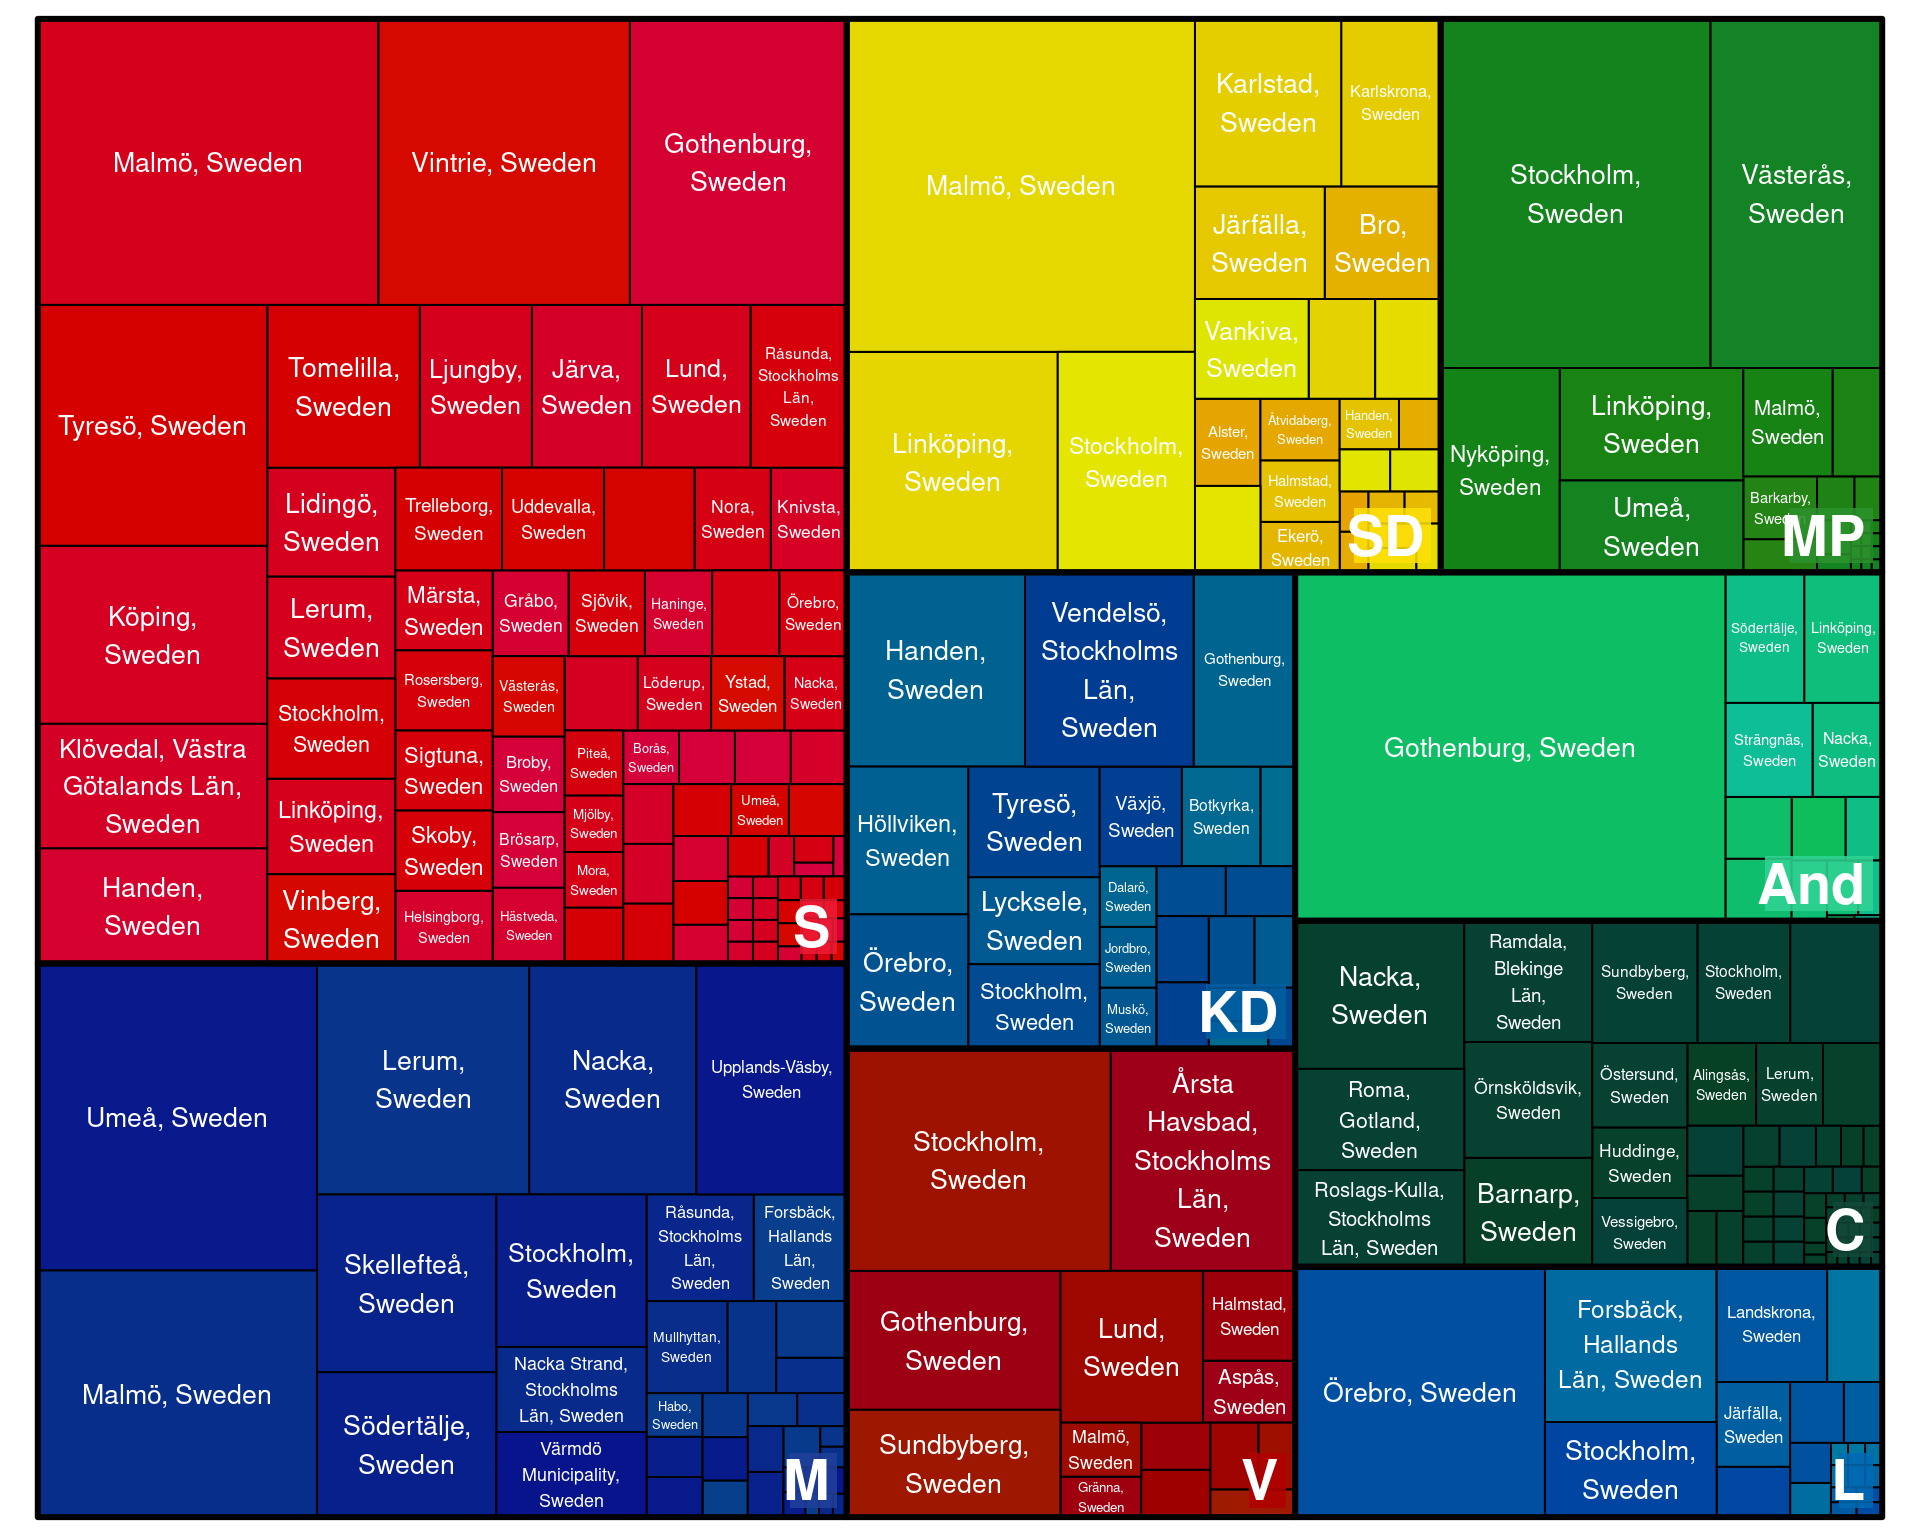 Malmö, Sweden
Vintrie, Sweden
Gothenburg,
Sweden
Tyresö, Sweden
Tomelilla,
Sweden
Ljungby,
Sweden
Järva,
Sweden
Lund,
Sweden
Råsunda,
Stockholms
Län,
Sweden
Lidingö,
Sweden
Trelleborg,
Sweden
Uddevalla,
Sweden
Nora,
Sweden
Knivsta,
Sweden
Köping,
Sweden
Lerum,
Sweden
Märsta,
Sweden
Gråbo,
Sweden
Sjövik,
Sweden
Haninge,
Sweden
Örebro,
Sweden
Rosersberg,
Sweden
Västerås,
Sweden
Löderup,
Sweden
Ystad,
Sweden
Nacka,
Sweden
Stockholm,
Sweden
Klövedal, Västra
Götalands Län,
Sweden
Sigtuna,
Sweden
Broby,
Sweden
Piteå,
Sweden
Borås,
Sweden
Linköping,
Sweden
Skoby,
Sweden
Brösarp,
Sweden
Mjölby,
Sweden
Umeå,
Sweden
Handen,
Sweden
Vinberg,
Sweden
Helsingborg,
Sweden
Hästveda,
Sweden
Mora,
Sweden
S
Malmö, Sweden
Karlstad,
Sweden
Karlskrona,
Sweden
Järfälla,
Sweden
Bro,
Sweden
Vankiva,
Sweden
Linköping,
Sweden
Stockholm,
Sweden
Alster,
Sweden
Åtvidaberg,
Sweden
Handen,
Sweden
Halmstad,
Sweden
Ekerö,
Sweden
SD
Stockholm,
Sweden
Västerås,
Sweden
Nyköping,
Sweden
Linköping,
Sweden
Malmö,
Sweden
Umeå,
Sweden
Barkarby,
Sweden
MP
Handen,
Sweden
Vendelsö,
Stockholms
Län,
Sweden
Gothenburg,
Sweden
Höllviken,
Sweden
Tyresö,
Sweden
Växjö,
Sweden
Botkyrka,
Sweden
Lycksele,
Sweden
Dalarö,
Sweden
Örebro,
Sweden
Stockholm,
Sweden
Jordbro,
Sweden
Muskö,
Sweden
KD
Gothenburg, Sweden
Södertälje,
Sweden
Linköping,
Sweden
Strängnäs,
Sweden
Nacka,
Sweden
And
Nacka,
Sweden
Ramdala,
Blekinge
Län,
Sweden
Sundbyberg,
Sweden
Stockholm,
Sweden
Roma,
Gotland,
Sweden
Örnsköldsvik,
Sweden
Östersund,
Sweden
Alingsås,
Sweden
Lerum,
Sweden
Huddinge,
Sweden
Roslags-Kulla,
Stockholms
Län, Sweden
Barnarp,
Sweden
Vessigebro,
Sweden
C
Umeå, Sweden
Lerum,
Sweden
Nacka,
Sweden
Upplands-Väsby,
Sweden
Skellefteå,
Sweden
Stockholm,
Sweden
Råsunda,
Stockholms
Län,
Sweden
Forsbäck,
Hallands
Län,
Sweden
Malmö, Sweden
Södertälje,
Sweden
Nacka Strand,
Stockholms
Län, Sweden
Mullhyttan,
Sweden
Habo,
Sweden
Värmdö
Municipality,
Sweden
M
Stockholm,
Sweden
Årsta
Havsbad,
Stockholms
Län,
Sweden
Gothenburg,
Sweden
Lund,
Sweden
Halmstad,
Sweden
Aspås,
Sweden
Sundbyberg,
Sweden
Malmö,
Sweden
Gränna,
Sweden
V
Örebro, Sweden
Forsbäck,
Hallands
Län, Sweden
Landskrona,
Sweden
Stockholm,
Sweden
Järfälla,
Sweden
L